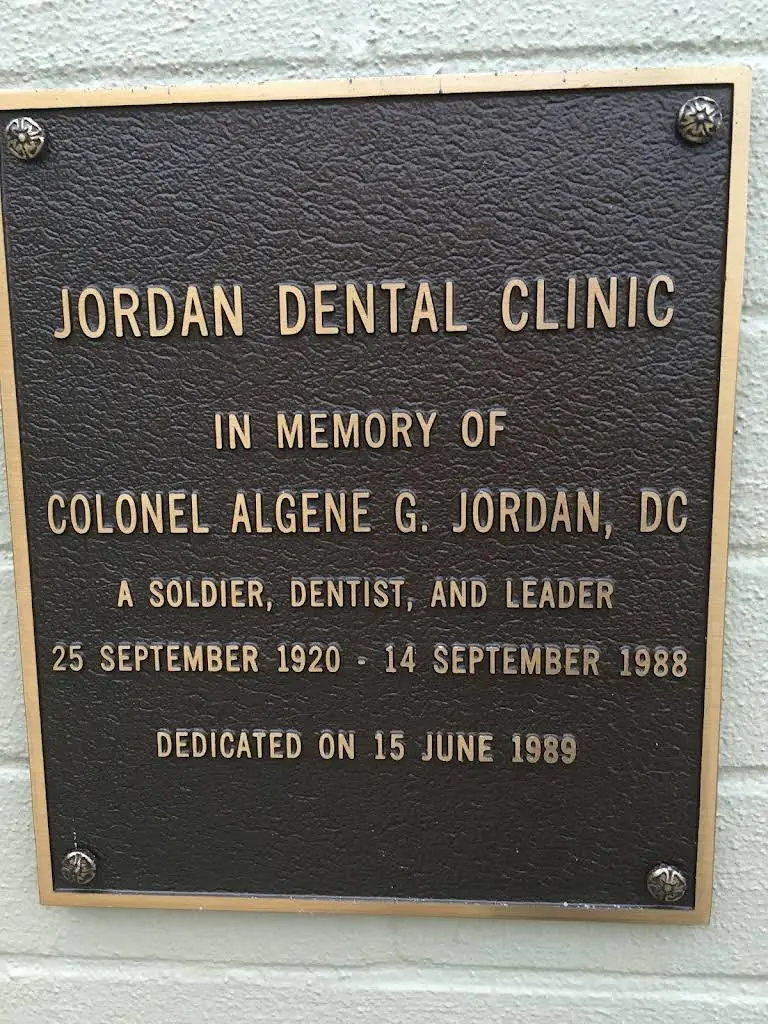 JORDAN DENTAL CLINIC
IN MEMORY OF
COLONEL ALGENE G. JORDAN, DC
A SOLDIER, DENTIST, AND LEADER
25 SEPTEMBER 1920 - 14 SEPTEMBER 1988
DEDICATED ON 15 JUNE 1989